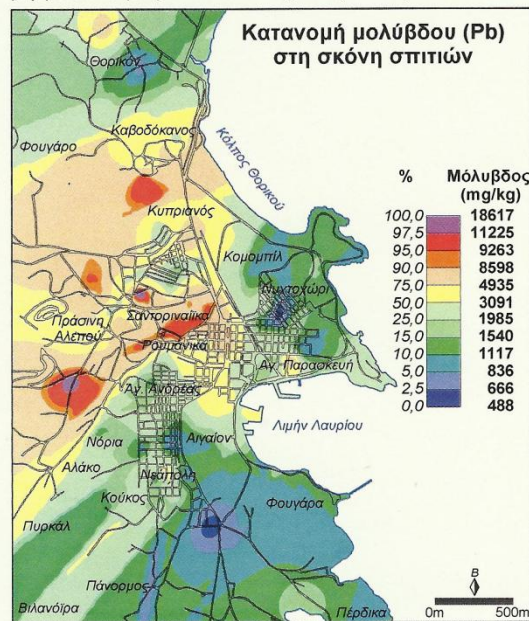 Κατανομή μολύβδου (Pb)
στη σκόνη σπιτιών
Θορικόν
Καβοδόκανος
Φουγάρο
Κόλπος Θορικού
Κυπριανός
% Μόλυβδος
(mg/kg)
100,0 18617
97,5 11225
95,0 9263
90,0 8598
75,0 4935
50,0 3091
25,0 1985
15,0 1540
10,0 1117
5,0 836
2,5 666
0,0 488
Κομομπίλ
Νυχτοχώρι
Σαντοριναίικα
Πράσινη
Αλεπού
Ρουμάνικα
Αγ. Παρασκευή
Αγ. Ανδρέας
Λιμήν Λαυρίου
Νόρια
Αιγαίον
Αλάκο
Νεάπολη
Κούκος
Φουγάρα
Πυρκάλ
Πάνορμος
Βιλανόϊρα
Πέρδικα
Β
0m 500m